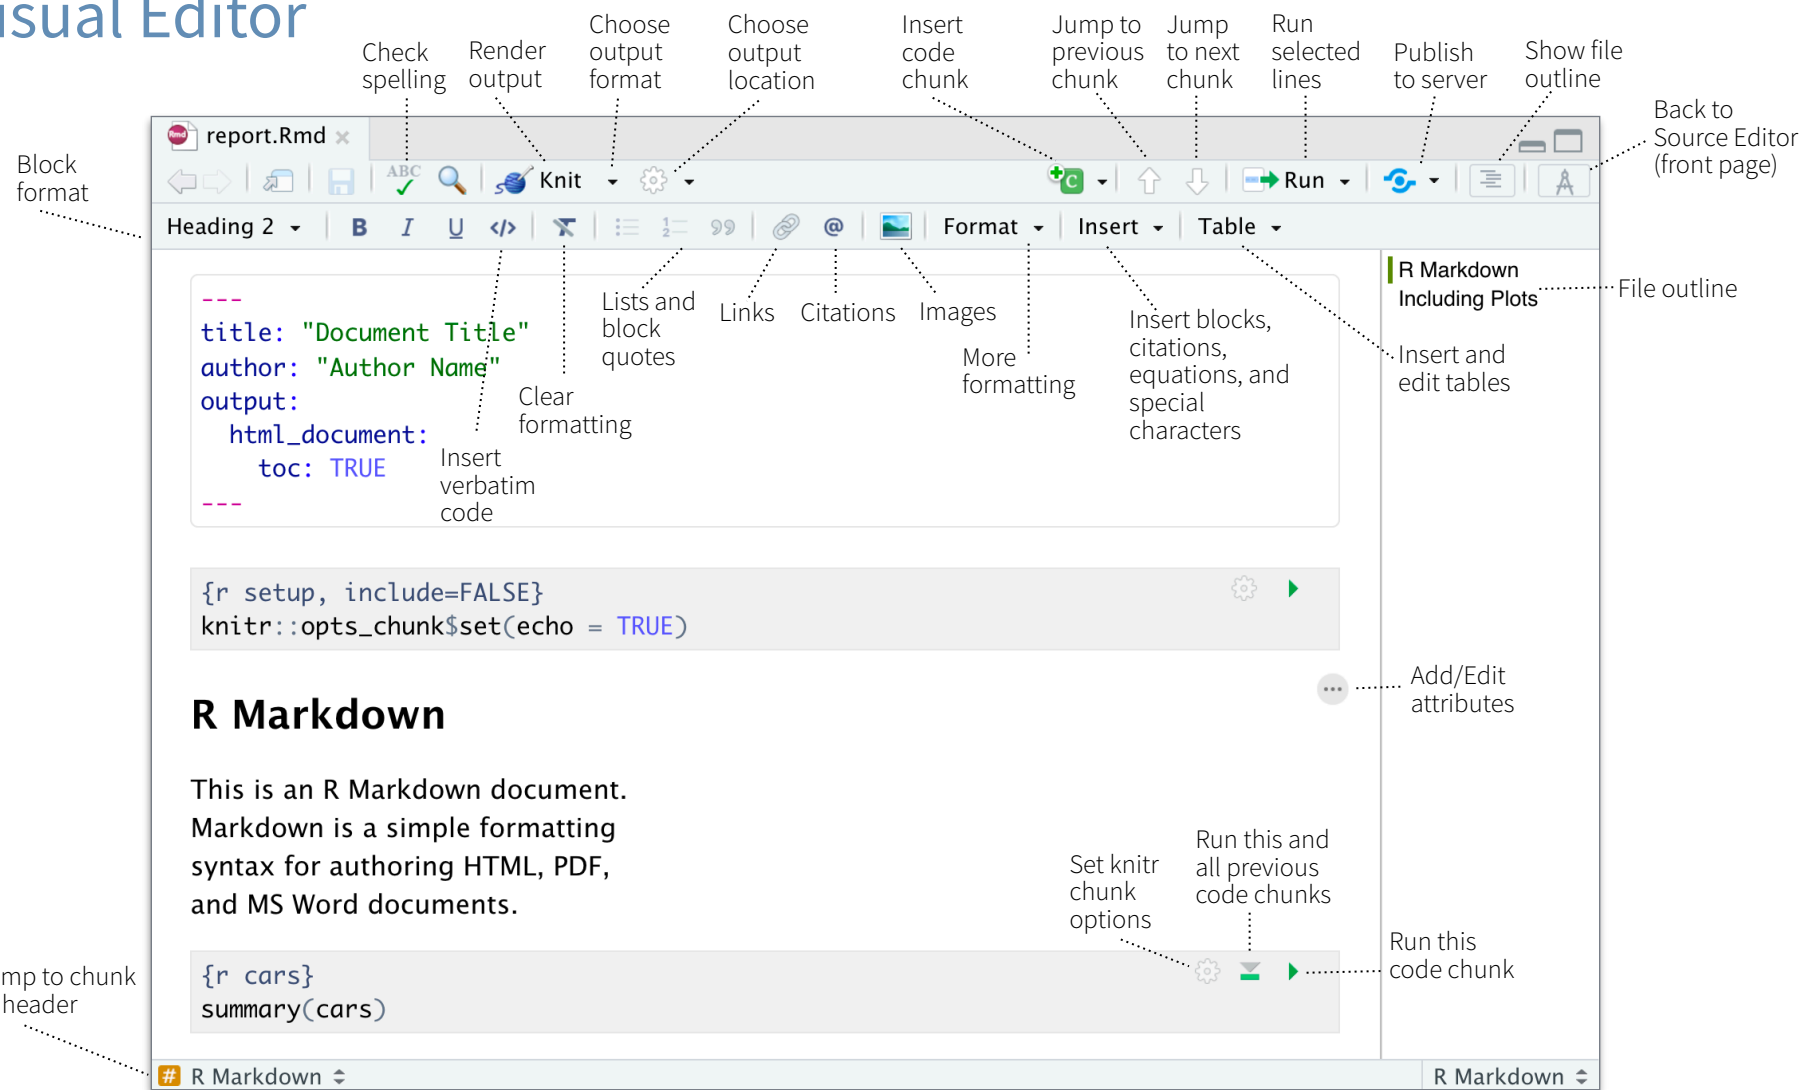 isual Editor
Check
spelling
Render
output
Choose
output
format
Choose
output
location
Insert
code
chunk
Jump to
previous
chunk
Jump
to next
chunk
Run
selected
lines
Publish
to server
Show file
outline
Back to
Source Editor
(front page)
Block
format
Rmd
report.Rmd
ABC
Knit
C
Run
Heading 2
B
I
U
</>
@
Format
Insert
Table
---
title: "Document Title"
author: "Author Name"
output:
html_document:
toc: TRUE
---
Insert
verbatim
code
Clear
formatting
Lists and
block
quotes
Links
Citations
Images
More
formatting
Insert blocks,
citations,
equations, and
special
characters
R Markdown
Including Plots
File outline
Insert and
edit tables
{r setup, include=FALSE}
knitr::opts_chunk$set(echo = TRUE)
R Markdown
Add/Edit
attributes
This is an R Markdown document.
Markdown is a simple formatting
syntax for authoring HTML, PDF,
and MS Word documents.
Set knitr
chunk
options
Run this and
all previous
code chunks
Run this
code chunk
{r cars}
summary(cars)
mp to chunk
header
# R Markdown
R Markdown